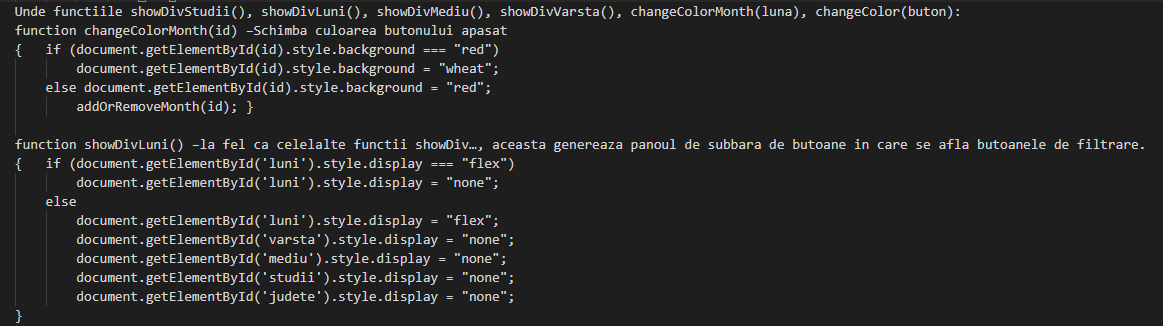 Unde functiile showDivStudii(), showDivLuni(), showDivMediu(), showDivVarsta(), changeColorMonth(luna), changeColor(buton):
function changeColorMonth(id) –Schimba culoarea butonului apasat
{   if (document.getElementById(id).style.background === "red")
        document.getElementById(id).style.background = "wheat";
    else document.getElementById(id).style.background = "red";
        addOrRemoveMonth(id); }

function showDivLuni() –la fel ca celelalte functii showDiv…, aceasta genereaza panoul de subbara de butoane in care se afla butoanele de filtrare.
{   if (document.getElementById('luni').style.display === "flex")
        document.getElementById('luni').style.display = "none";
    else
        document.getElementById('luni').style.display = "flex";
        document.getElementById('varsta').style.display = "none";
        document.getElementById('mediu').style.display = "none";
        document.getElementById('studii').style.display = "none";
        document.getElementById('judete').style.display = "none";
}